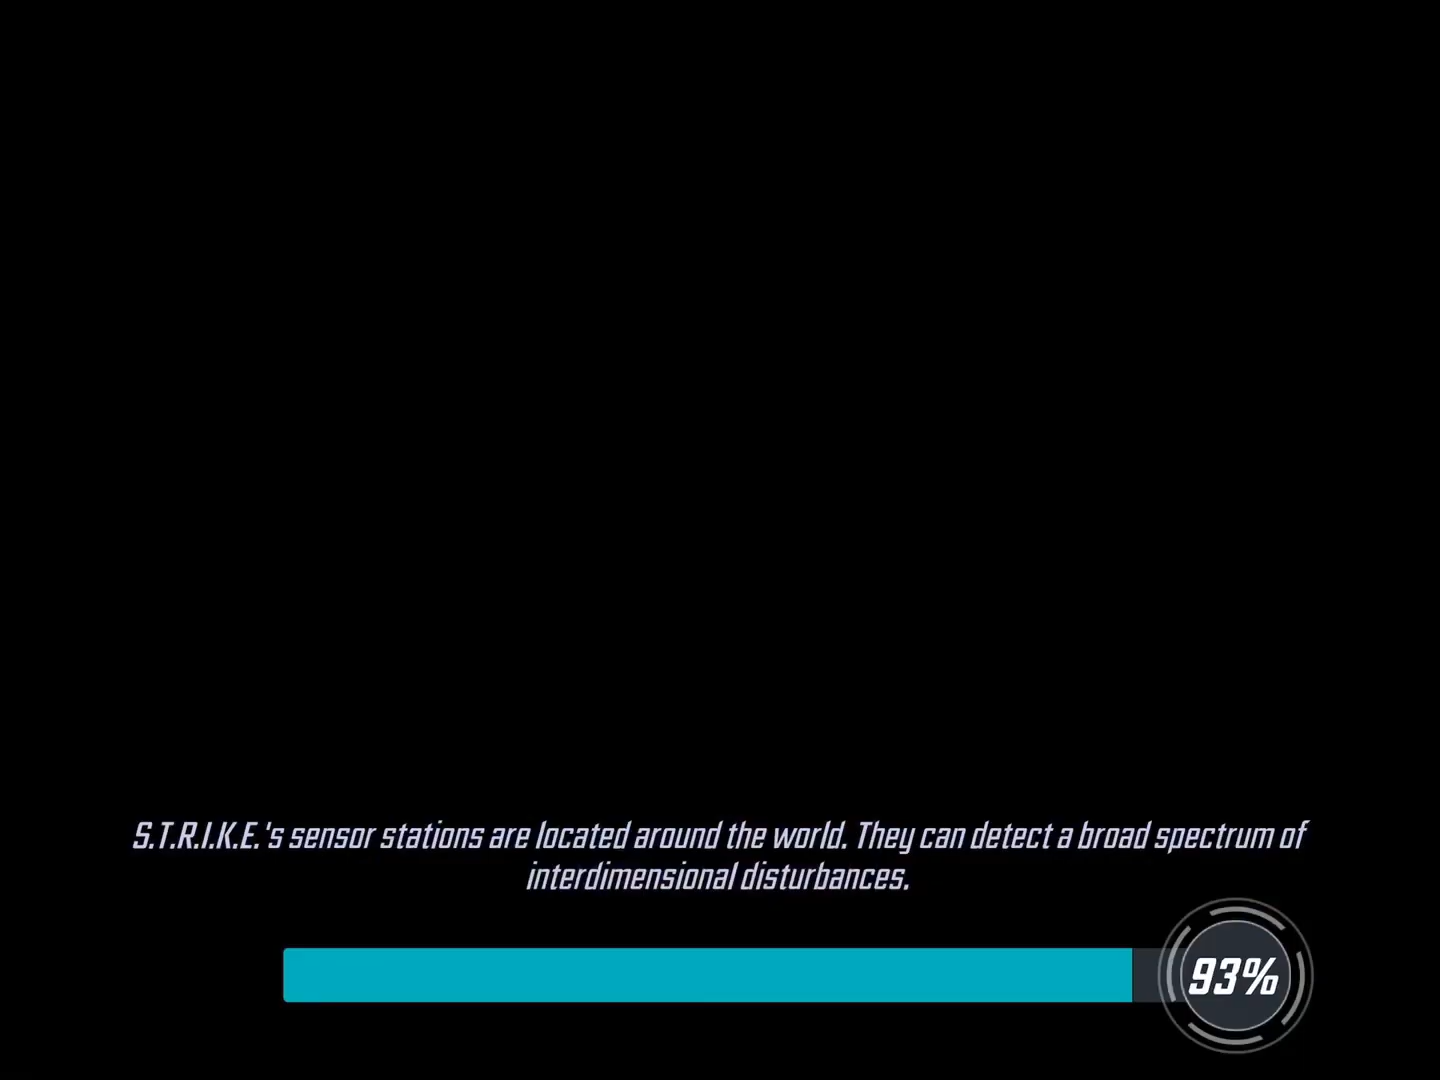 S.T.R.I.K.E.'s sensor stations are located around the world. They can detect a broad spectrum of
interdimensional disturbances.
93%